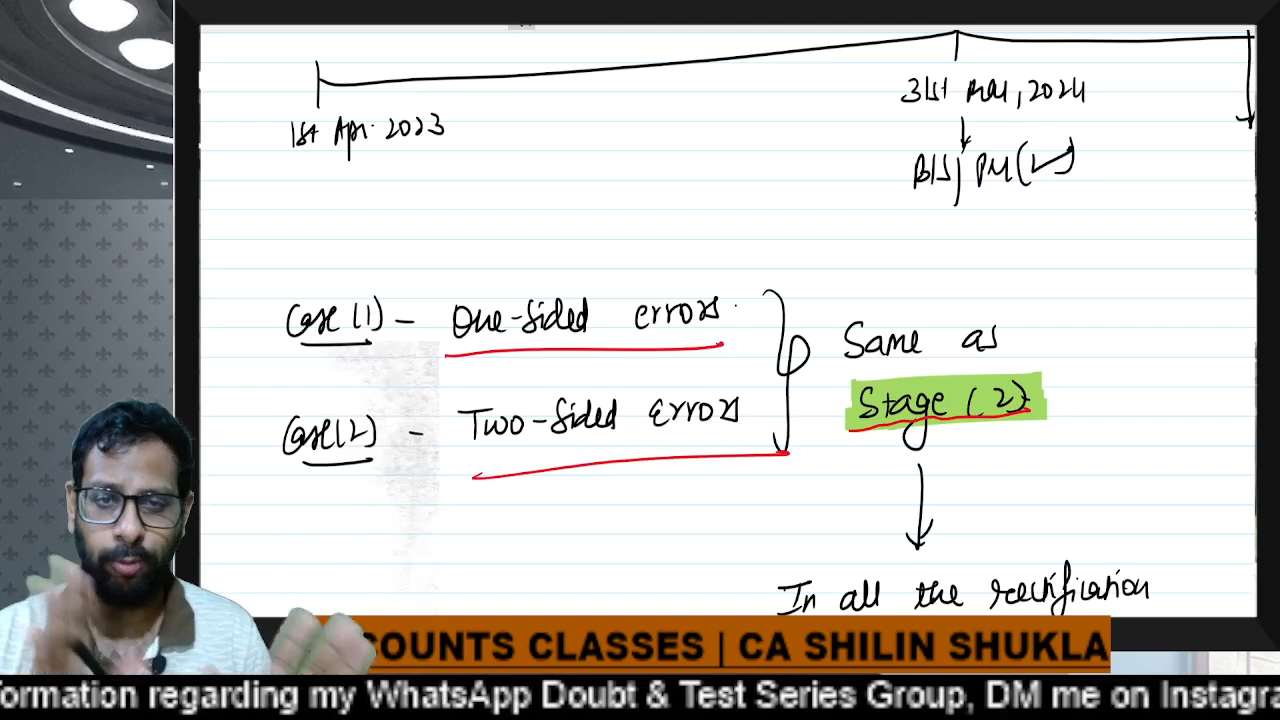 31st Mar, 2024
1st Apr. 2023
B/S
Case (1) - One-sided errors.
Same as
Stage (2)
Case (2) - Two-sided errors
In all the rectification
COUNTS CLASSES | CA SHILIN SHUKLA
formation regarding my WhatsApp Doubt & Test Series Group, DM me on Instagra